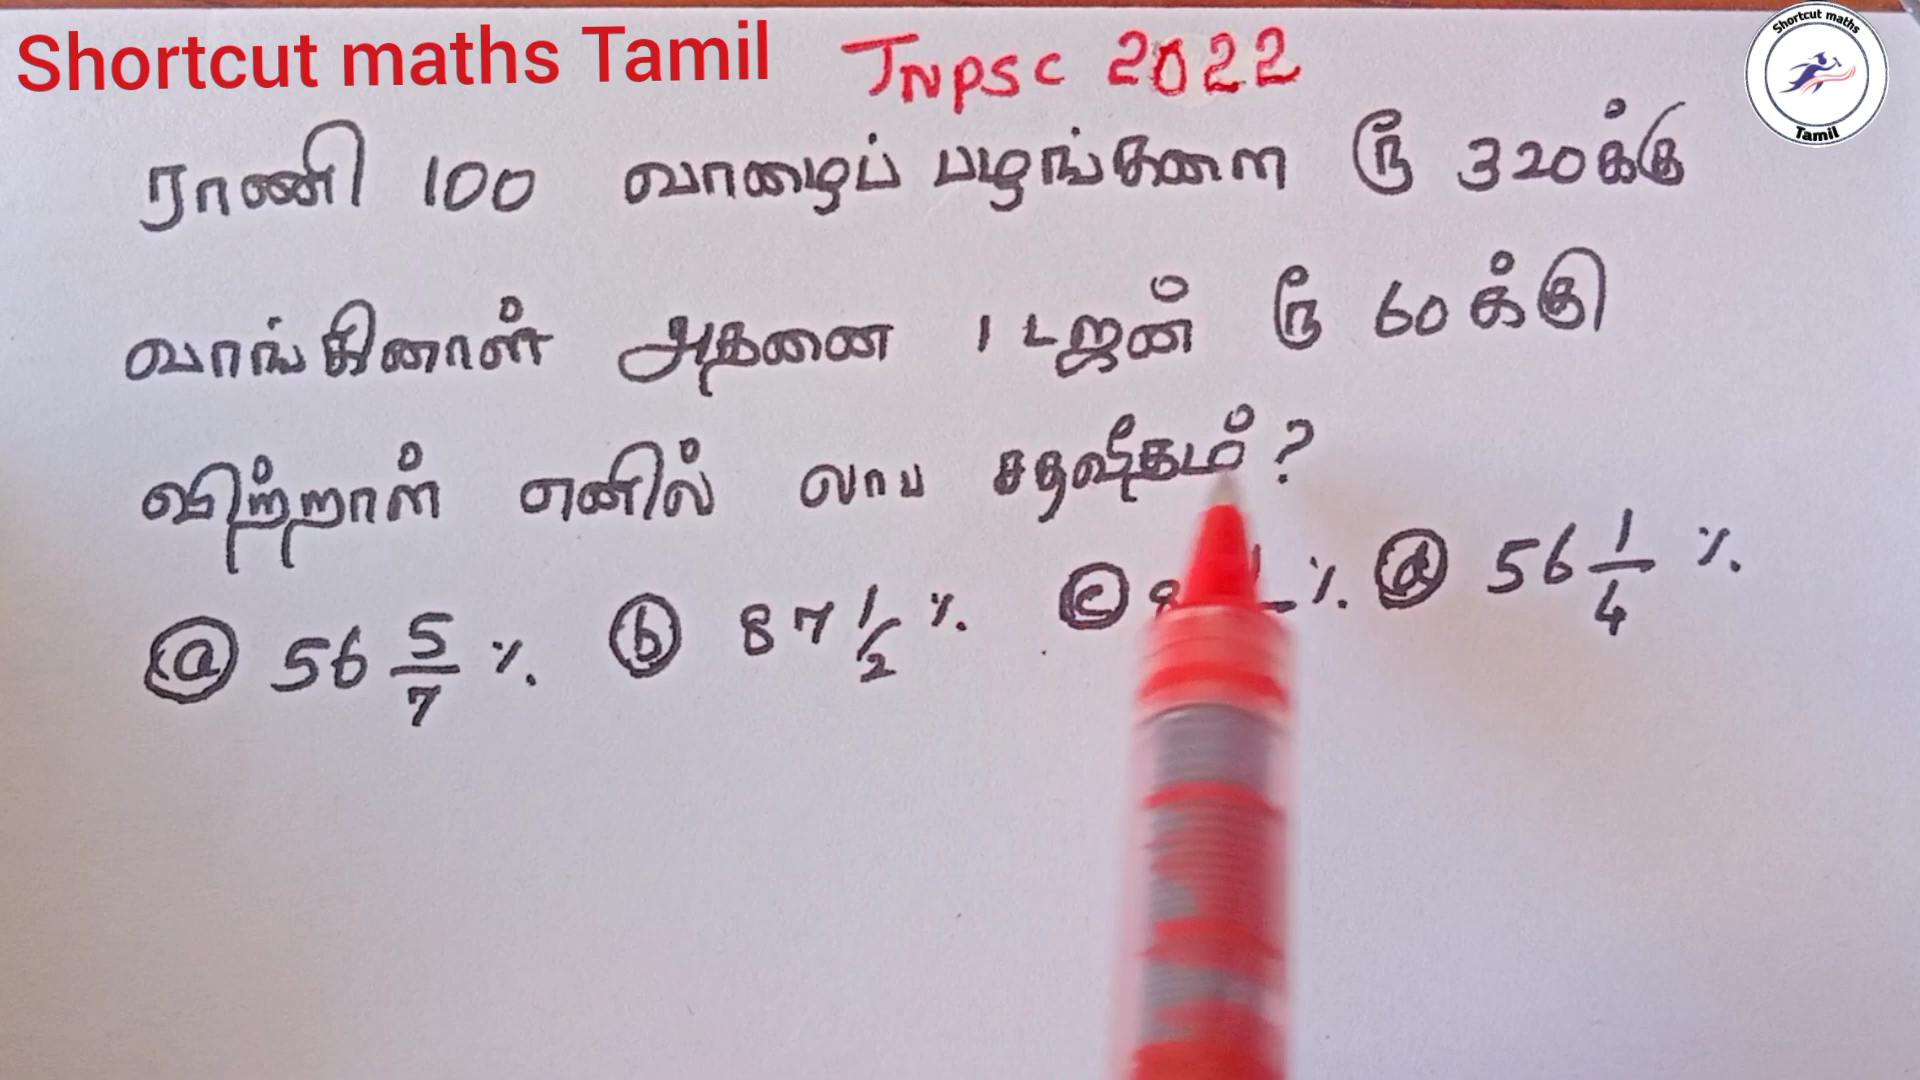 Shortcut maths Tamil TNPSC 2022
Shortcut maths
Tamil
ராணி 100 வாழைப் பழங்களை ரூ 320க்கு
வாங்கினாள் அதனை 1 டஜன் ரூ 60க்கு
விற்றாள் எனில் லாப சதவீதம்?
ⓐ 56 5/7 % ⓑ 87 1/2 % ⓒ % ⓓ 56 1/4 %